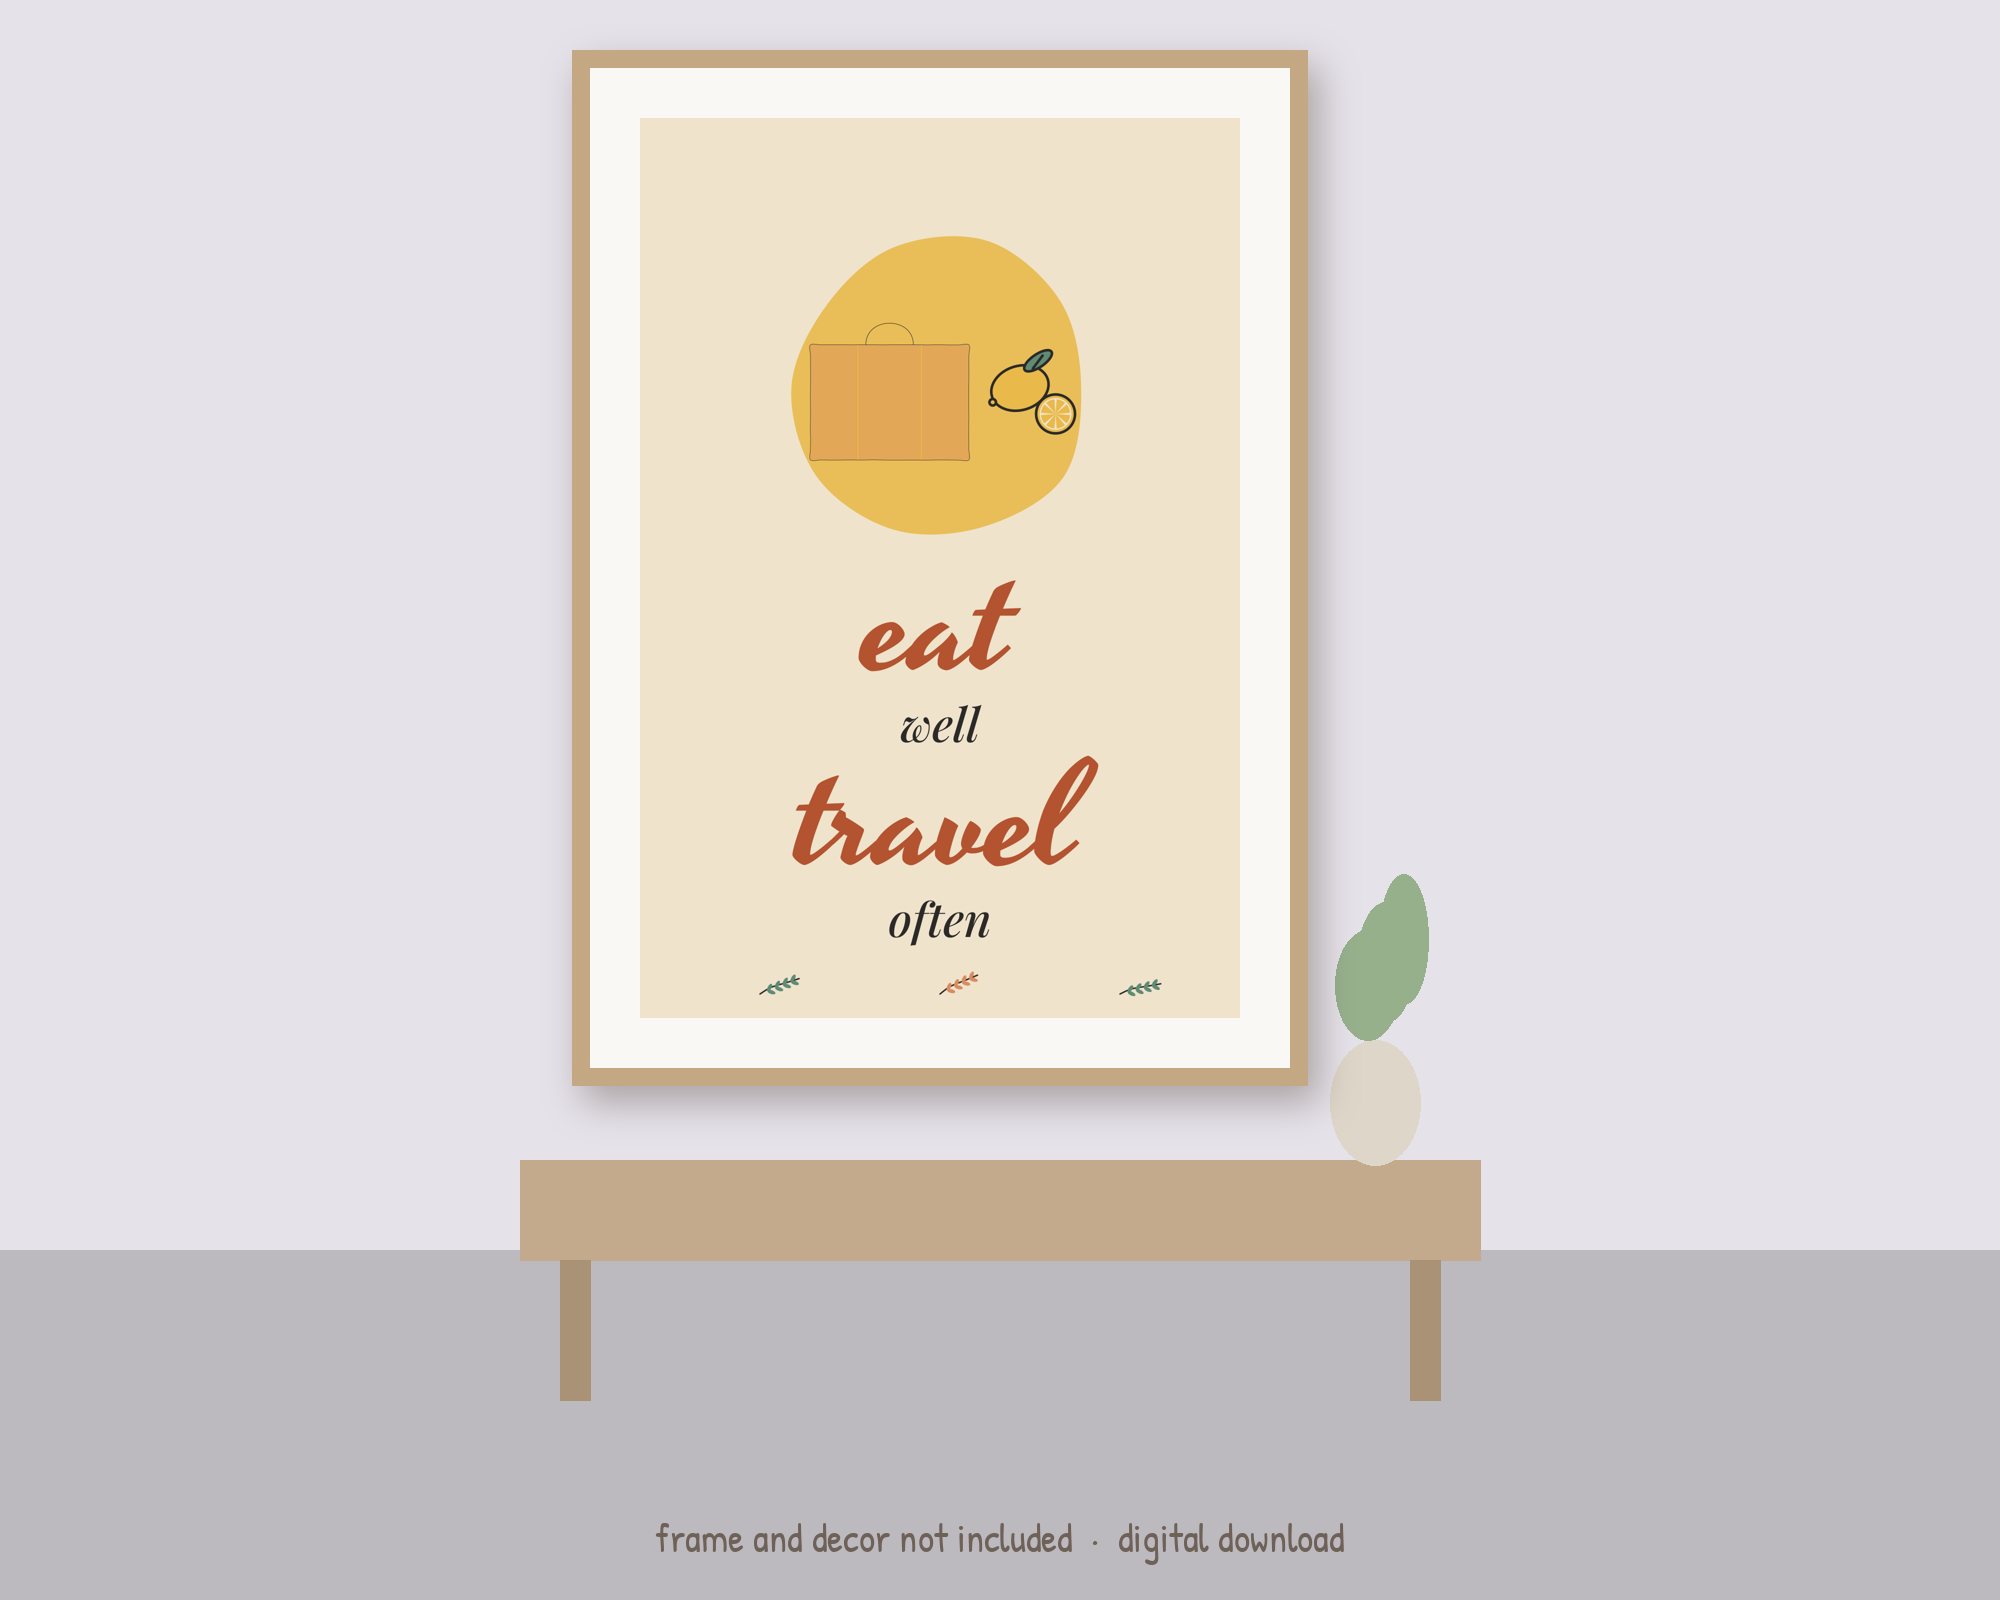 eat
well
travel
often
frame and decor not included · digital download